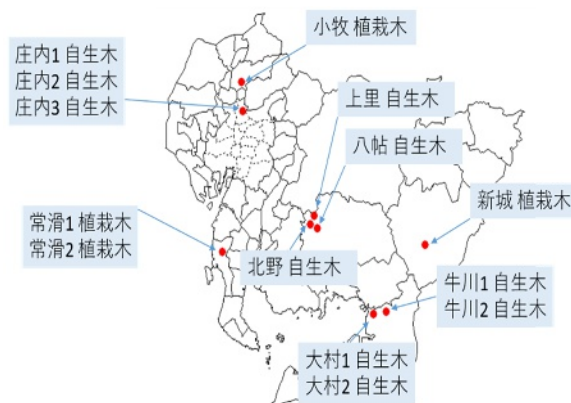 小牧 植栽木
庄内1 自生木
庄内2 自生木
庄内3 自生木
上里 自生木
八帖 自生木
新城 植栽木
常滑1 植栽木
常滑2 植栽木
北野 自生木
牛川1 自生木
牛川2 自生木
大村1 自生木
大村2 自生木